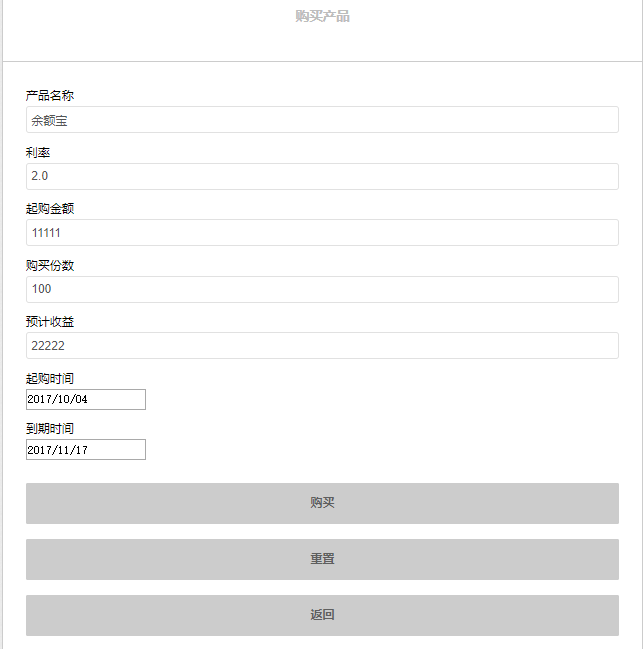 购买产品
产品名称
余额宝
利率
2.0
起购金额
11111
购买份数
100
预计收益
22222
起购时间
2017/10/04
到期时间
2017/11/17
购买
重置
返回